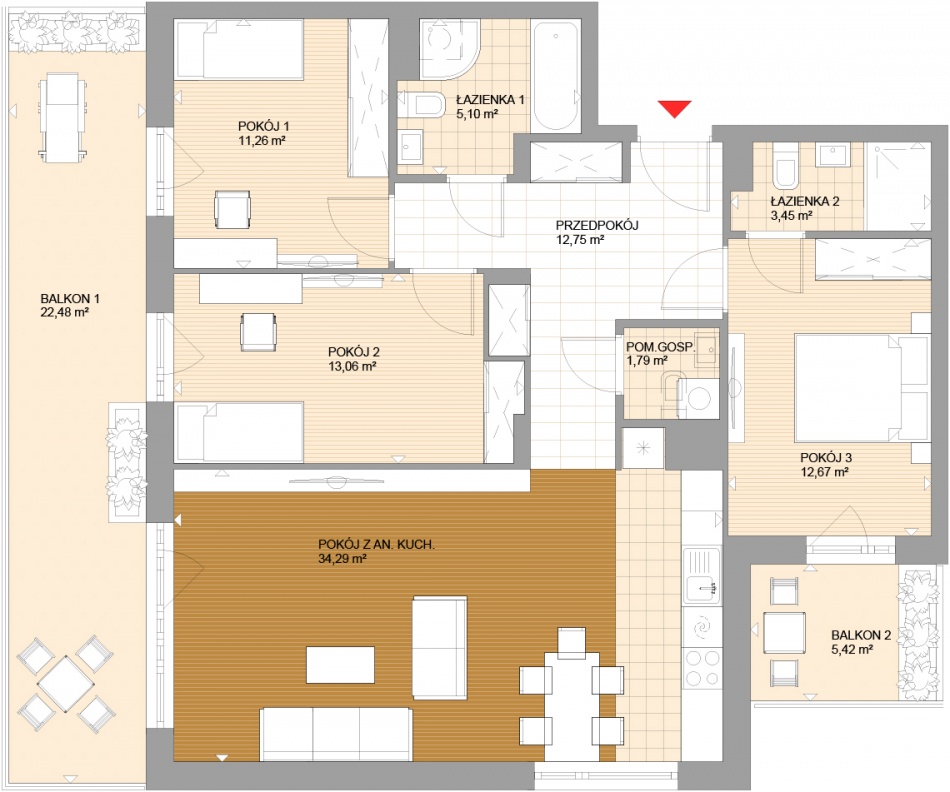 POKÓJ 1
11,26 m²
ŁAZIENKA 1
5,10 m²
ŁAZIENKA 2
3,45 m²
PRZEDPOKÓJ
12,75 m²
BALKON 1
22,48 m²
POKÓJ 2
13,06 m²
POM.GOSP.
1,79 m²
POKÓJ 3
12,67 m²
POKÓJ Z AN. KUCH.
34,29 m²
BALKON 2
5,42 m²